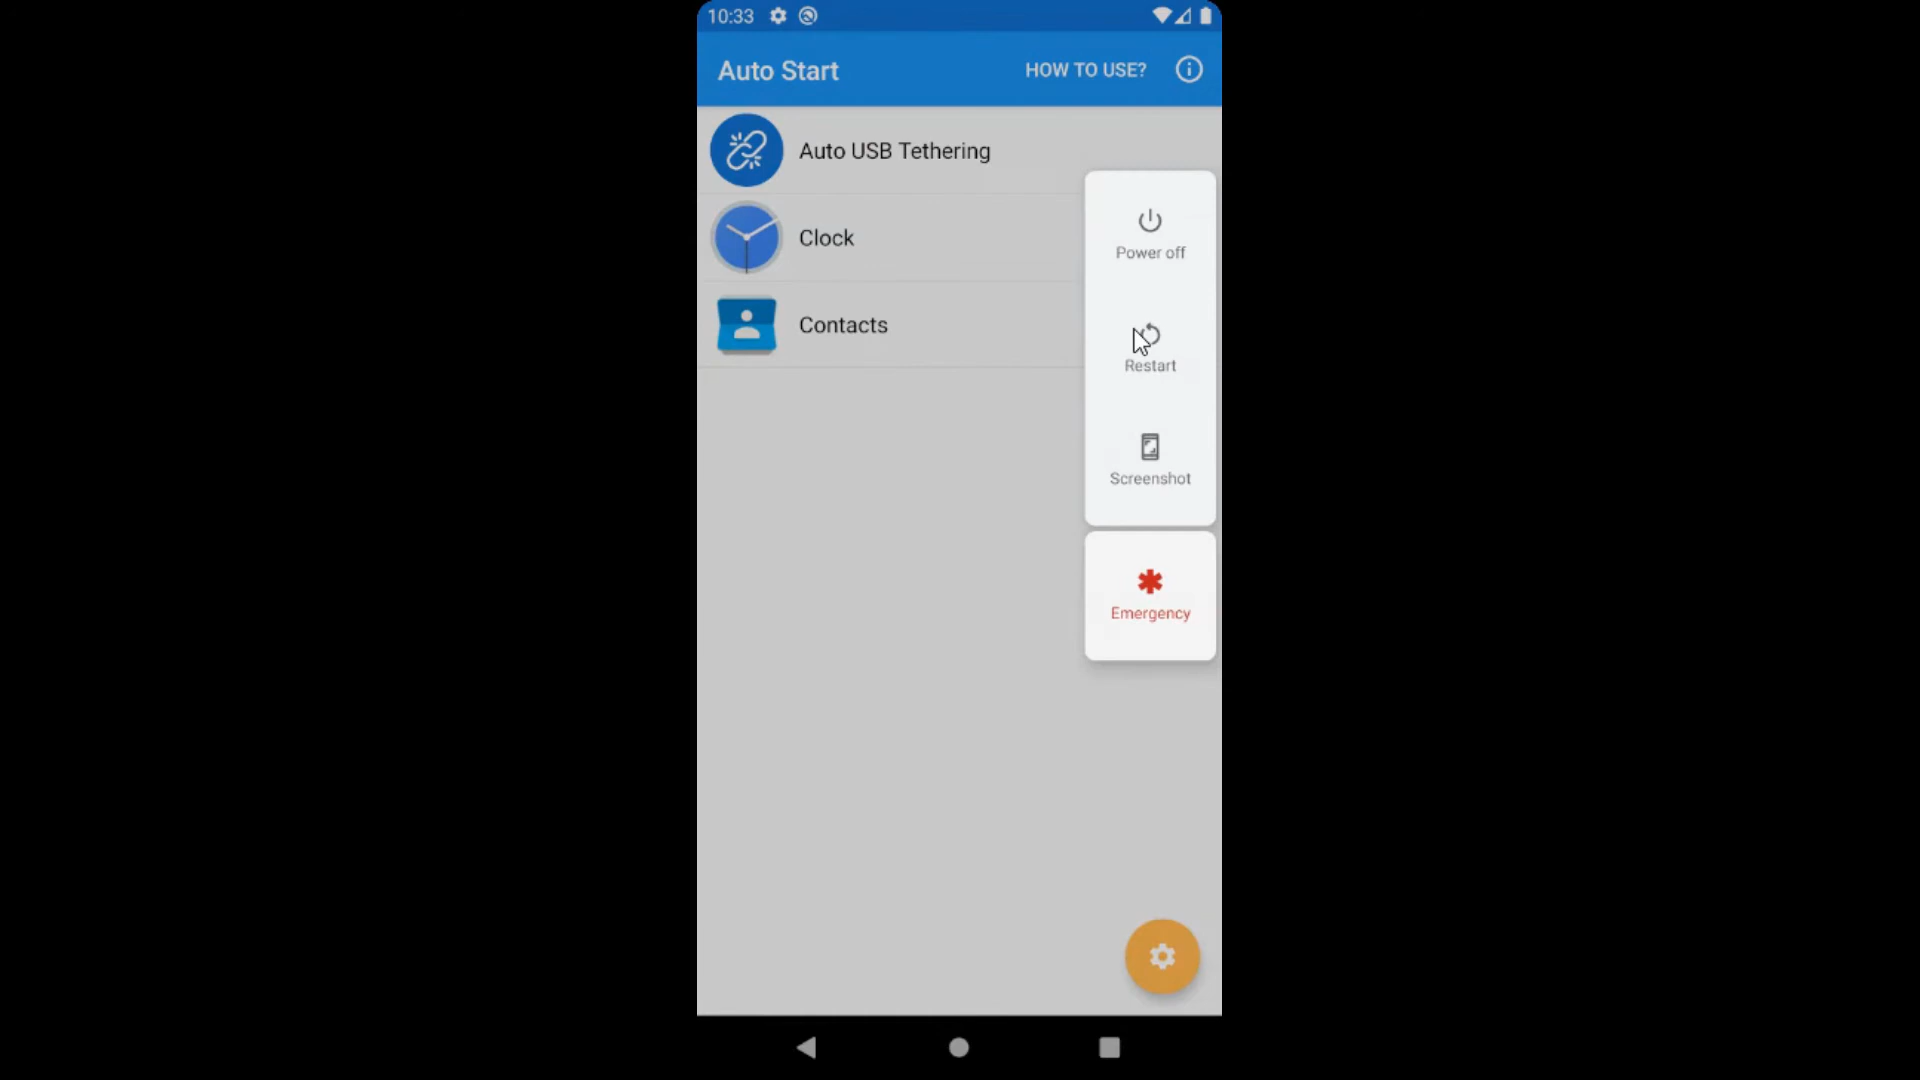 10:33
Auto Start
HOW TO USE?
Auto USB Tethering
Clock
Contacts
Power off
Restart
Screenshot
Emergency